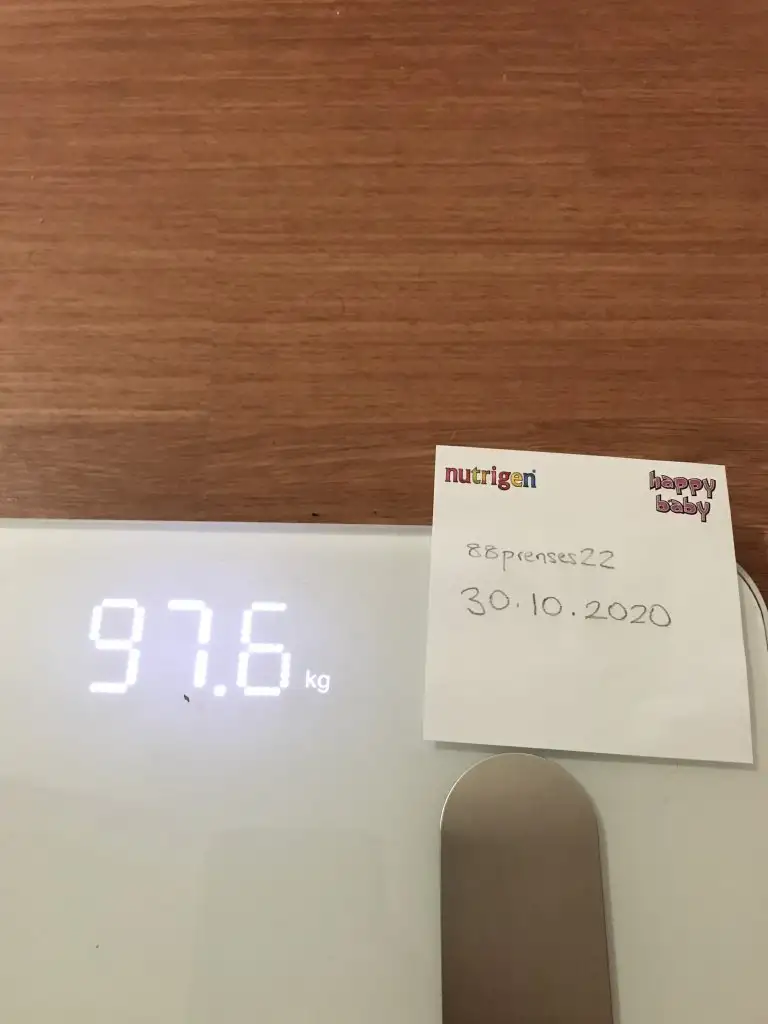 nutrigen
happy
baby
88prenses22
30.10.2020
97.6 kg